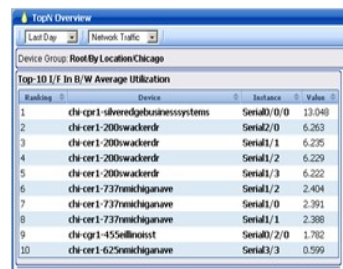 TopN Overview
Last Day Network Traffic
Device Group: Root/By Location/Chicago
Top-10 I/F In B/W Average Utilization
Ranking Device Instance Value
1 chi-cpr1-silveredgebusinesssystems Serial0/0/0 13.048
2 chi-cer1-200swackerdr Serial2/0 6.263
3 chi-cer1-200swackerdr Serial1/1 6.235
4 chi-cer1-200swackerdr Serial1/2 6.229
5 chi-cer1-200swackerdr Serial1/3 6.222
6 chi-cer1-737nmichiganave Serial1/2 2.404
7 chi-cer1-737nmichiganave Serial1/0 2.391
8 chi-cer1-737nmichiganave Serial1/1 2.388
9 chi-cgr1-455eillinoisst Serial0/2/0 1.782
10 chi-cer1-625nmichiganave Serial3/3 0.599